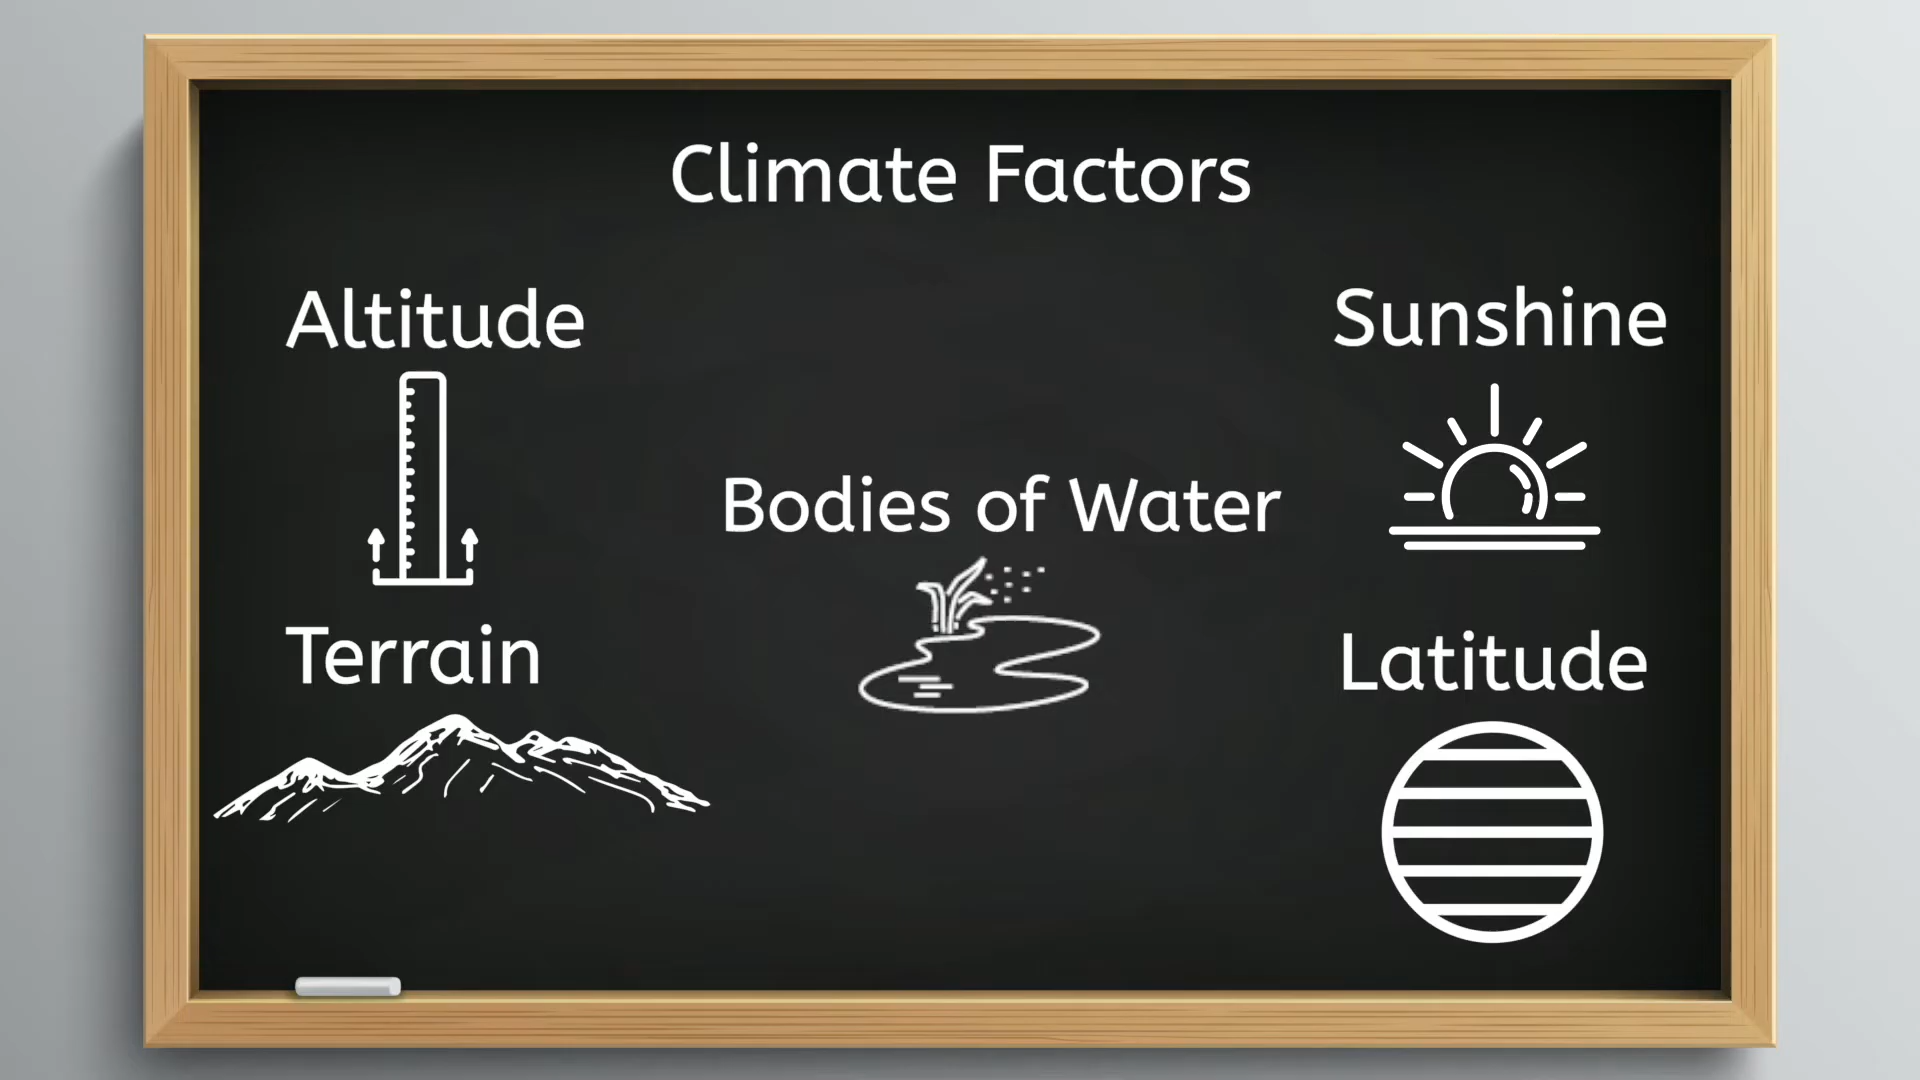 Climate Factors
Altitude
Sunshine
Bodies of Water
Terrain
Latitude